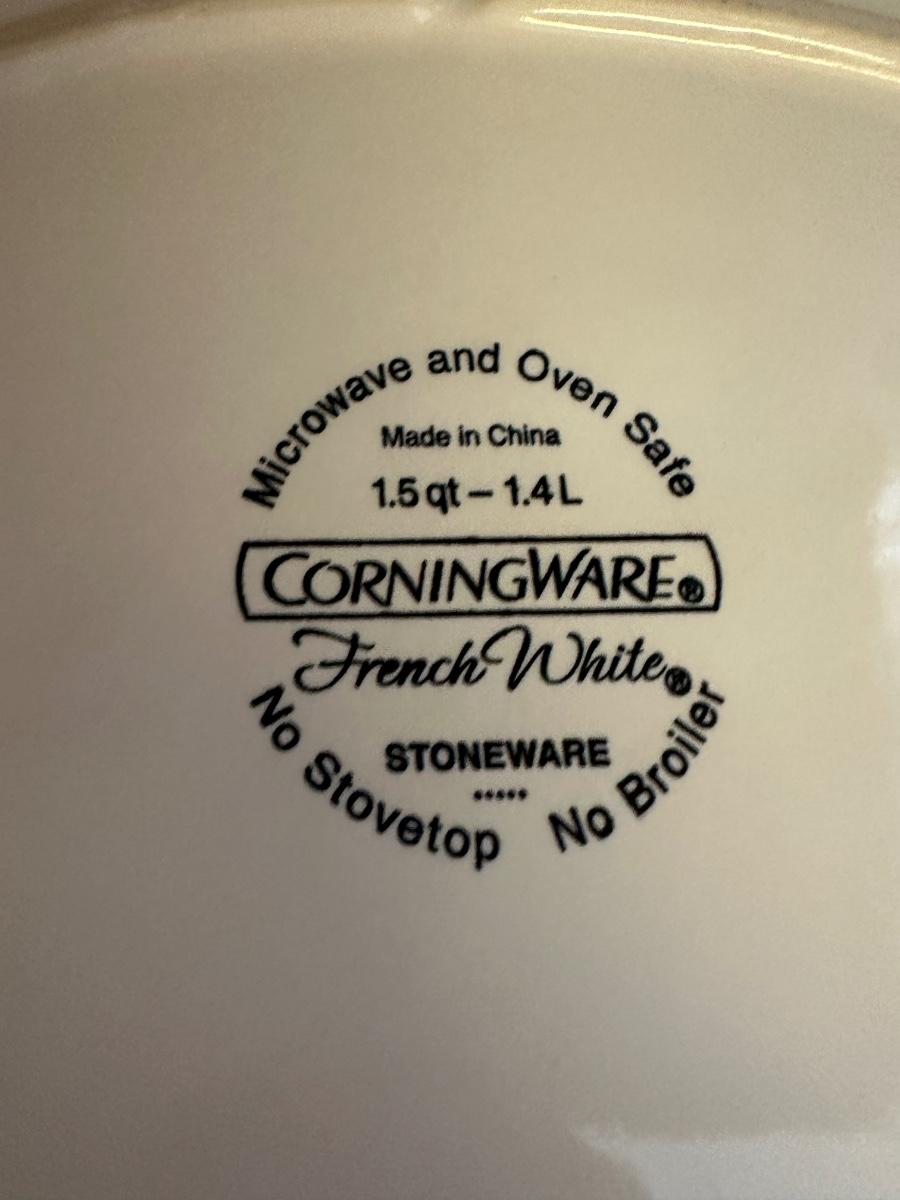 Microwave and Oven Safe
Made in China
1.5 qt – 1.4 L
CORNINGWARE®
French White®
STONEWARE
•••••
No Stovetop No Broiler